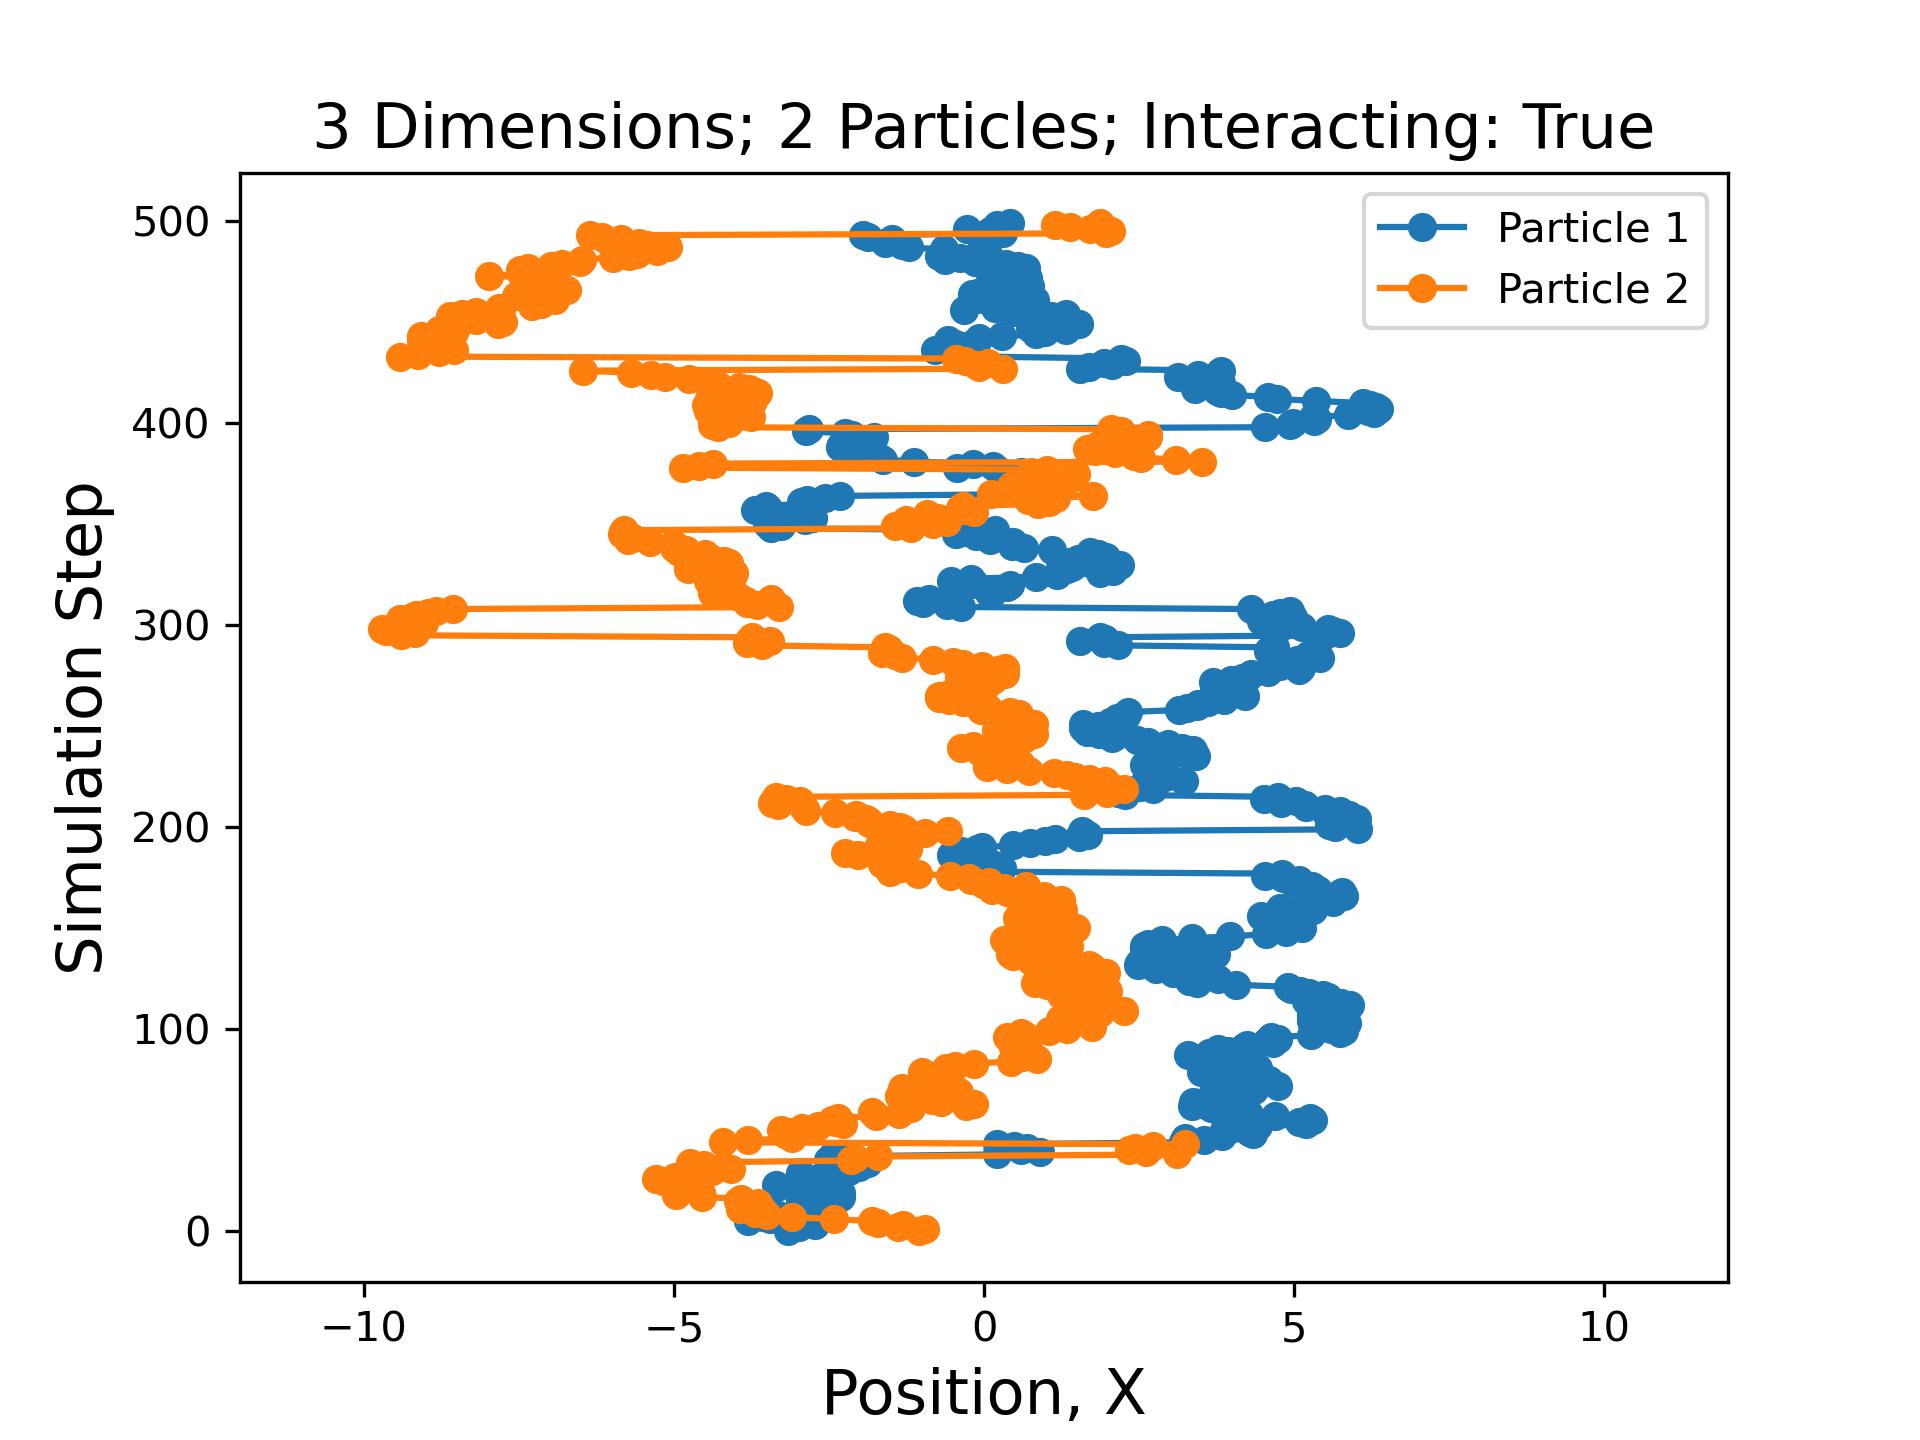 3 Dimensions; 2 Particles; Interacting: True
Particle 1
Particle 2
Simulation Step
500
400
300
200
100
0
−10
−5
0
5
10
Position, X